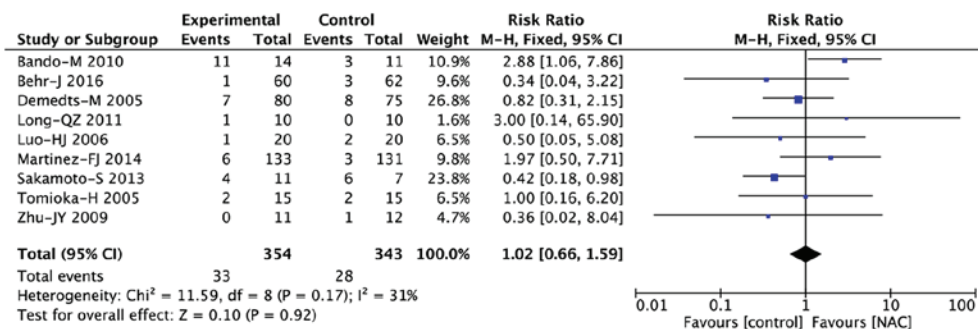 Experimental Control Risk Ratio Risk Ratio
Study or Subgroup Events Total Events Total Weight M-H, Fixed, 95% CI M-H, Fixed, 95% CI
Bando-M 2010 11 14 3 11 10.9% 2.88 [1.06, 7.86]
Behr-J 2016 1 60 3 62 9.6% 0.34 [0.04, 3.22]
Demedts-M 2005 7 80 8 75 26.8% 0.82 [0.31, 2.15]
Long-QZ 2011 1 10 0 10 1.6% 3.00 [0.14, 65.90]
Luo-HJ 2006 1 20 2 20 6.5% 0.50 [0.05, 5.08]
Martinez-FJ 2014 6 133 3 131 9.8% 1.97 [0.50, 7.71]
Sakamoto-S 2013 4 11 6 7 23.8% 0.42 [0.18, 0.98]
Tomioka-H 2005 2 15 2 15 6.5% 1.00 [0.16, 6.20]
Zhu-JY 2009 0 11 1 12 4.7% 0.36 [0.02, 8.04]
Total (95% CI) 354 343 100.0% 1.02 [0.66, 1.59]
Total events 33 28
Heterogeneity: Chi² = 11.59, df = 8 (P = 0.17); I² = 31%
Test for overall effect: Z = 0.10 (P = 0.92)
0.01 0.1 1 10 100
Favours [control] Favours [NAC]